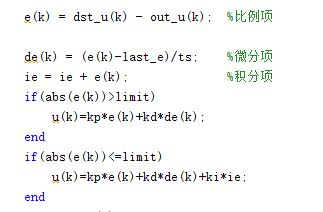 e(k) = dst_u(k) - out_u(k);  %比例项
de(k) = (e(k)-last_e)/ts;  %微分项
ie = ie + e(k);  %积分项
if(abs(e(k))>limit)
    u(k)=kp*e(k)+kd*de(k);
end
if(abs(e(k))<=limit)
    u(k)=kp*e(k)+kd*de(k)+ki*ie;
end